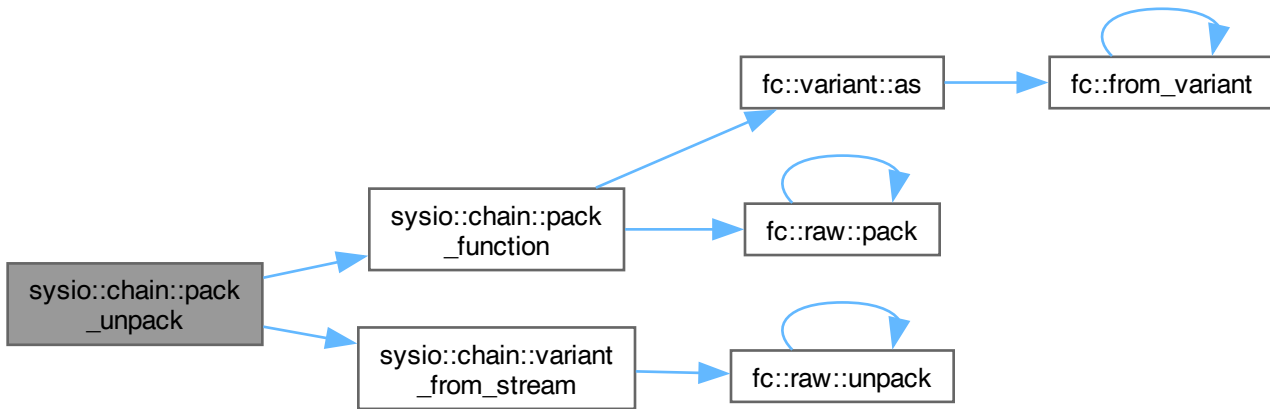 fc::variant::as
fc::from_variant
sysio::chain::pack
_function
fc::raw::pack
sysio::chain::pack
_unpack
sysio::chain::variant
_from_stream
fc::raw::unpack